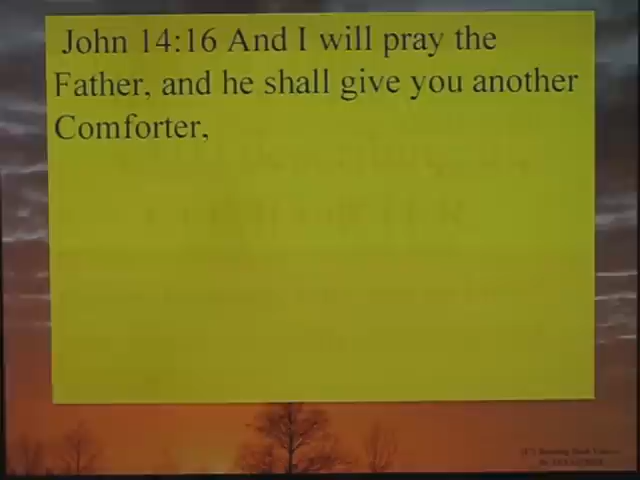 John 14:16 And I will pray the
Father, and he shall give you another
Comforter,